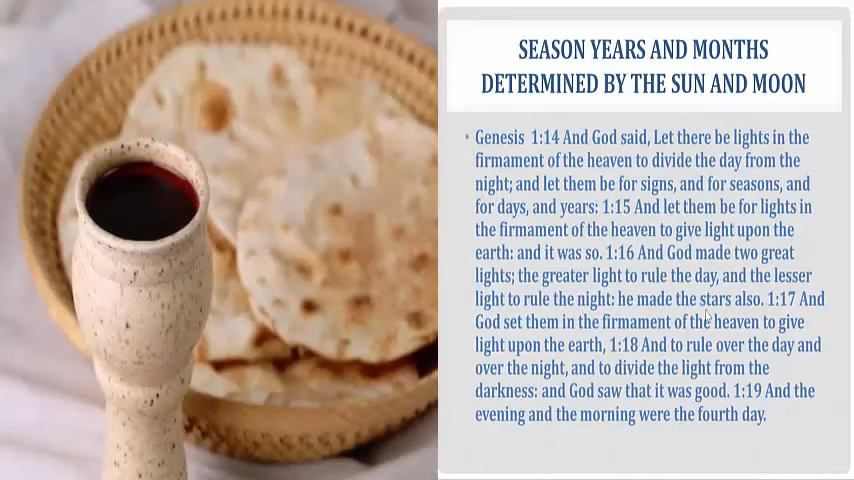 SEASON YEARS AND MONTHS
DETERMINED BY THE SUN AND MOON
Genesis 1:14 And God said, Let there be lights in the
firmament of the heaven to divide the day from the
night; and let them be for signs, and for seasons, and
for days, and years: 1:15 And let them be for lights in
the firmament of the heaven to give light upon the
earth: and it was so. 1:16 And God made two great
lights; the greater light to rule the day, and the lesser
light to rule the night: he made the stars also. 1:17 And
God set them in the firmament of the heaven to give
light upon the earth, 1:18 And to rule over the day and
over the night, and to divide the light from the
darkness: and God saw that it was good. 1:19 And the
evening and the morning were the fourth day.